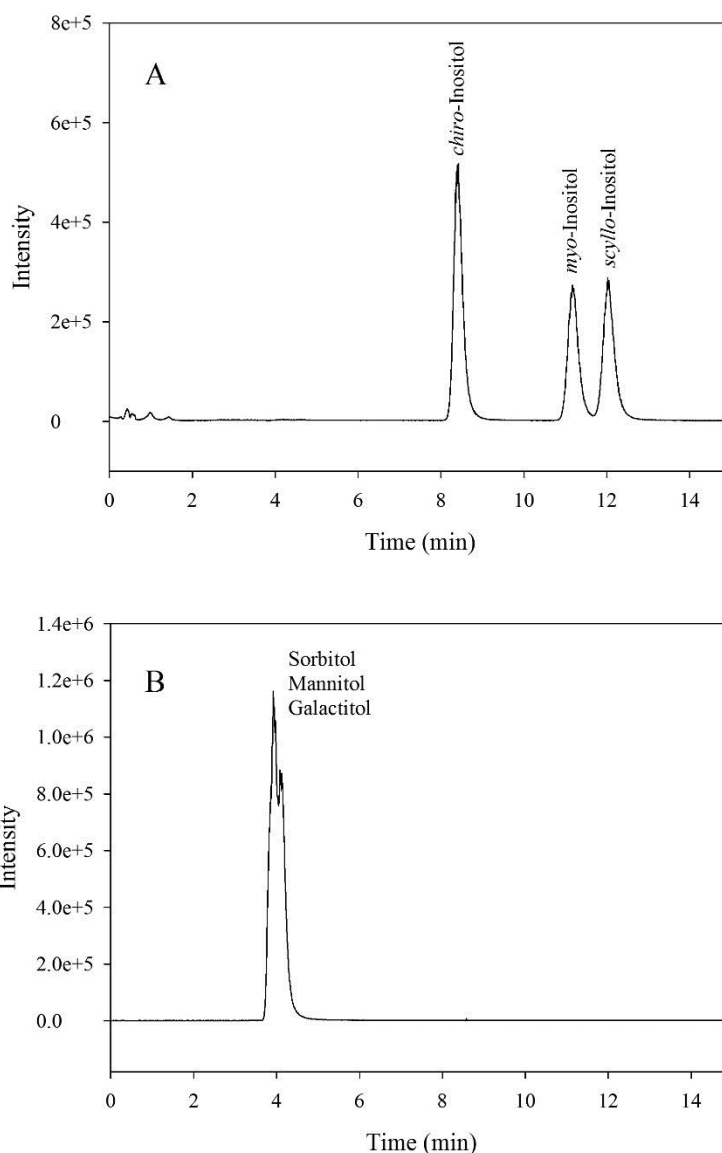 A
8e+5
6e+5
4e+5
2e+5
0
Intensity
chiro-Inositol
myo-Inositol
scyllo-Inositol
0 2 4 6 8 10 12 14
Time (min)
B
1.4e+6
1.2e+6
1.0e+6
8.0e+5
6.0e+5
4.0e+5
2.0e+5
0.0
Intensity
Sorbitol
Mannitol
Galactitol
0 2 4 6 8 10 12 14
Time (min)